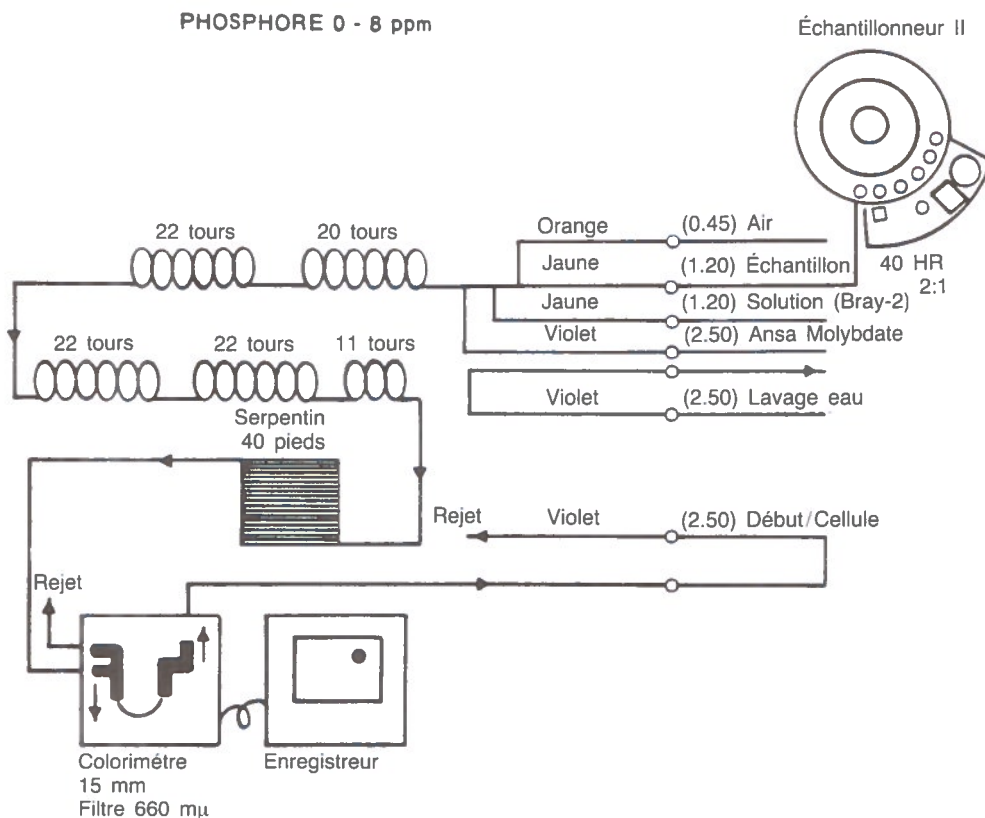 PHOSPHORE 0 - 8 ppm
Échantillonneur II
22 tours
20 tours
Orange (0.45) Air
Jaune (1.20) Échantillon
40 HR
2:1
Jaune (1.20) Solution (Bray-2)
Violet (2.50) Ansa Molybdate
22 tours
22 tours
11 tours
Violet (2.50) Lavage eau
Serpentin
40 pieds
Rejet
Violet (2.50) Début/Cellule
Rejet
Colorimétre
15 mm
Filtre 660 mµ
Enregistreur